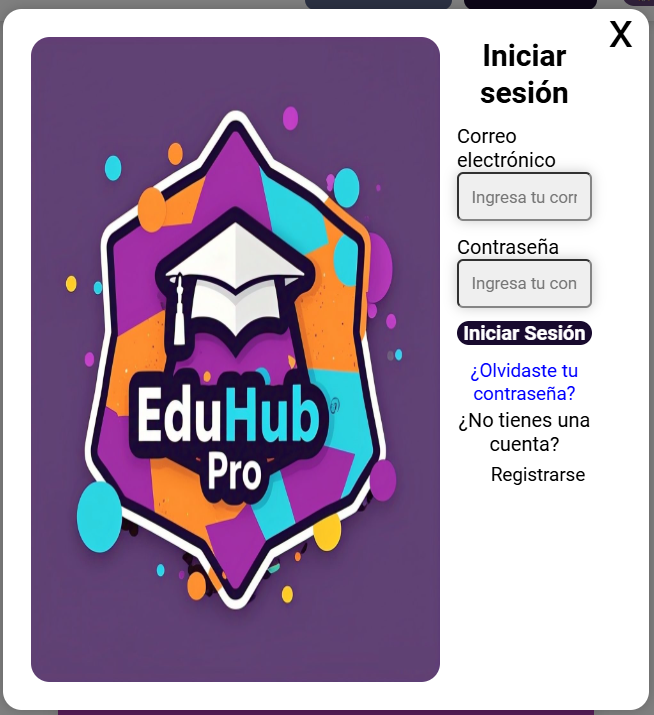 X
Iniciar
sesión
Correo
electrónico
Ingresa tu corr
Contraseña
Ingresa tu con
Iniciar Sesión
¿Olvidaste tu
contraseña?
¿No tienes una
cuenta?
Registrarse
EduHub
Pro